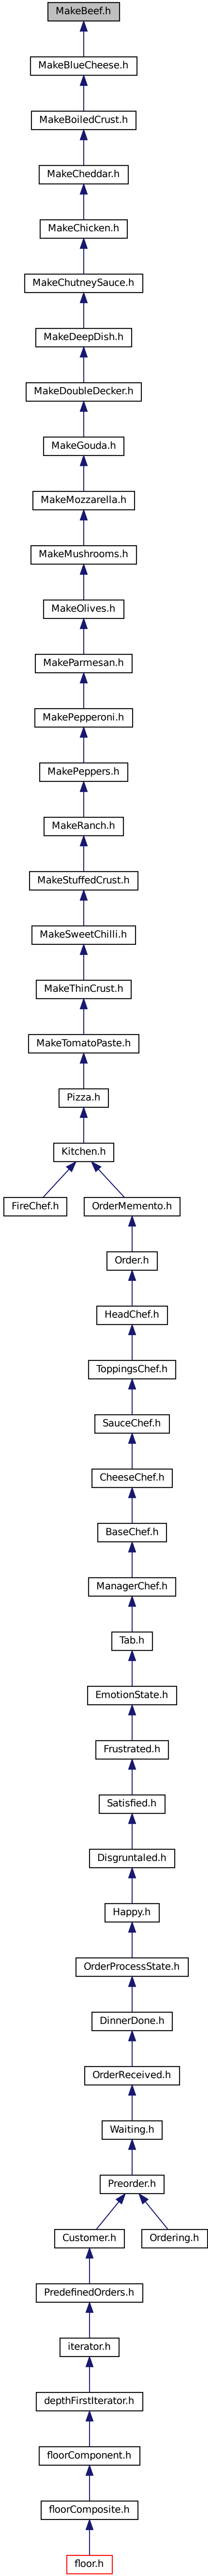 MakeBeef.h
MakeBlueCheese.h
MakeBoiledCrust.h
MakeCheddar.h
MakeChicken.h
MakeChutneySauce.h
MakeDeepDish.h
MakeDoubleDecker.h
MakeGouda.h
MakeMozzarella.h
MakeMushrooms.h
MakeOlives.h
MakeParmesan.h
MakePepperoni.h
MakePeppers.h
MakeRanch.h
MakeStuffedCrust.h
MakeSweetChilli.h
MakeThinCrust.h
MakeTomatoPaste.h
Pizza.h
Kitchen.h
FireChef.h OrderMemento.h
Order.h
HeadChef.h
ToppingsChef.h
SauceChef.h
CheeseChef.h
BaseChef.h
ManagerChef.h
Tab.h
EmotionState.h
Frustrated.h
Satisfied.h
Disgruntaled.h
Happy.h
OrderProcessState.h
DinnerDone.h
OrderReceived.h
Waiting.h
Preorder.h
Customer.h Ordering.h
PredefinedOrders.h
iterator.h
depthFirstIterator.h
floorComponent.h
floorComposite.h
floor.h